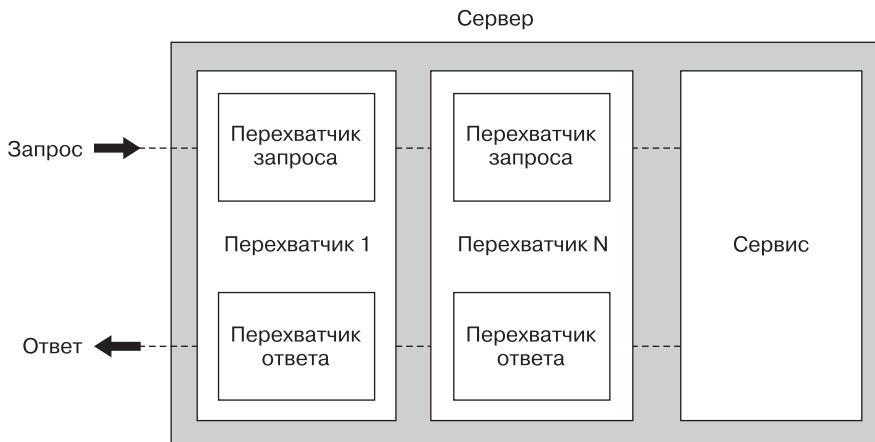 Сервер
Запрос
Перехватчик
запроса
Перехватчик
запроса
Перехватчик 1
Перехватчик N
Сервис
Ответ
Перехватчик
ответа
Перехватчик
ответа